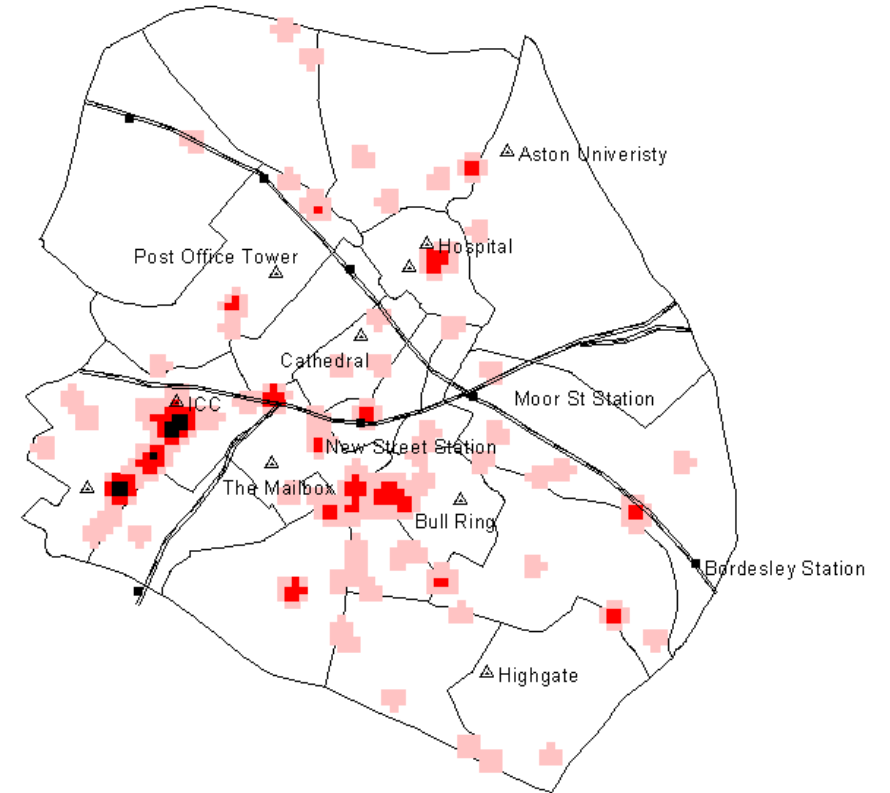 Aston Univeristy
Hospital
Post Office Tower
Cathedral
Moor St Station
ICC
New Street Station
The Mailbox
Bull Ring
Bordesley Station
Highgate